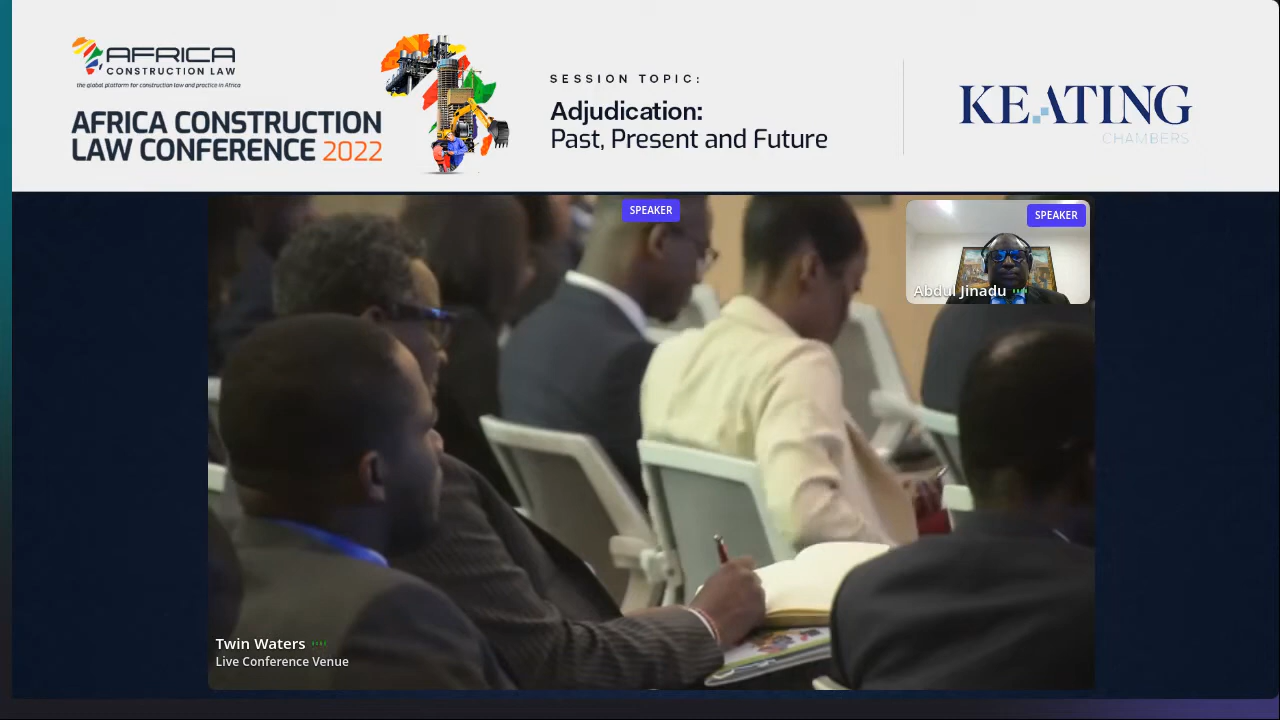 AFRICA
CONSTRUCTION LAW
the global platform for construction law and practice in Africa
AFRICA CONSTRUCTION
LAW CONFERENCE 2022
SESSION TOPIC:
Adjudication:
Past, Present and Future
KEATING
CHAMBERS
SPEAKER
SPEAKER
Abdul Jinadu
Twin Waters
Live Conference Venue